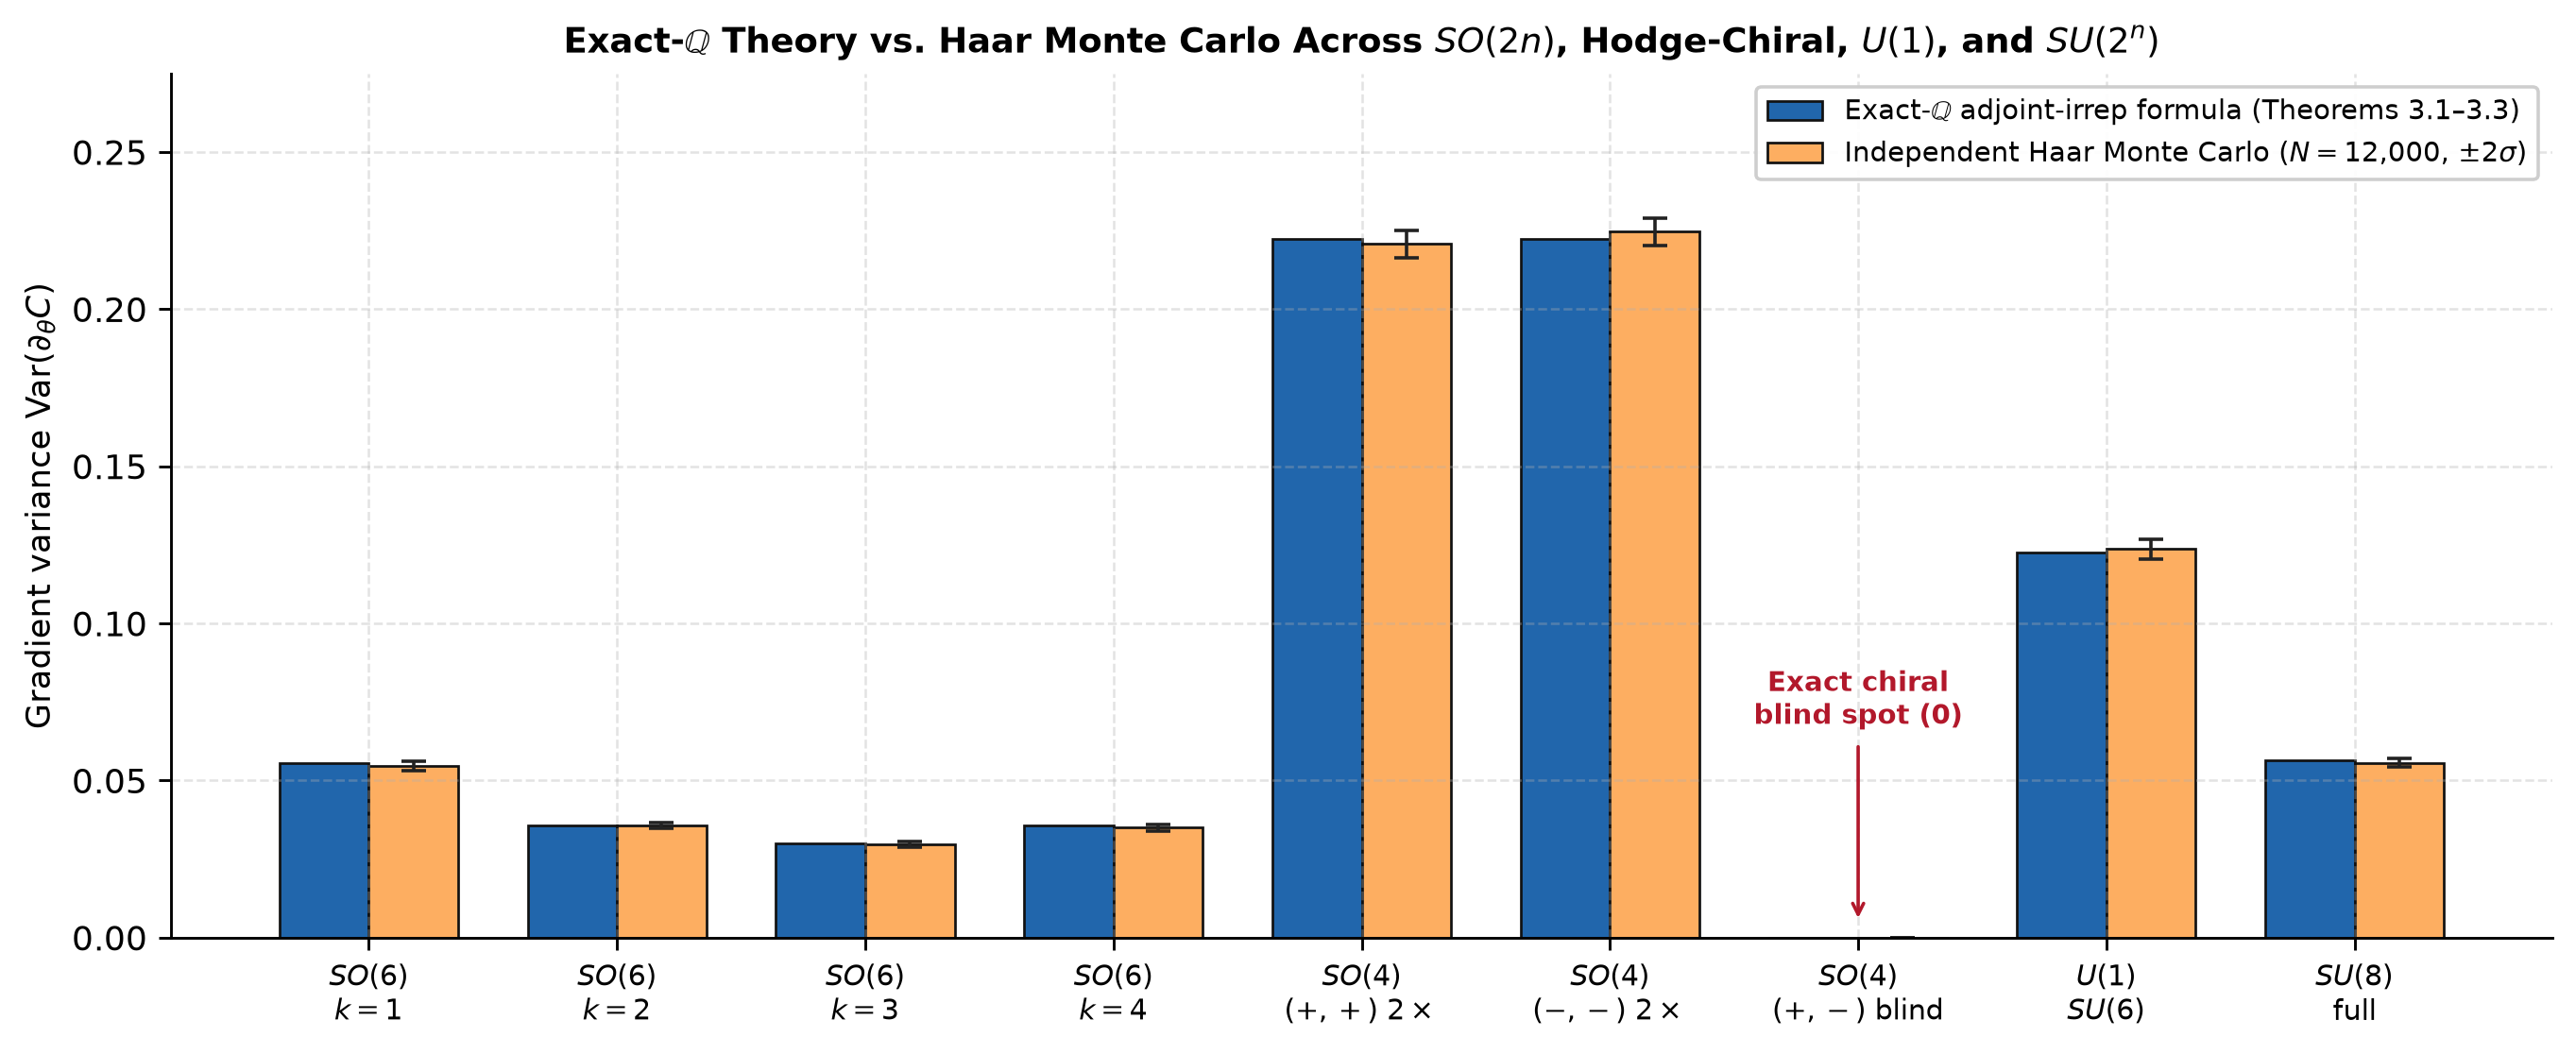 Exact-ℚ Theory vs. Haar Monte Carlo Across SO(2n), Hodge-Chiral, U(1), and SU(2ⁿ)
Exact-ℚ adjoint-irrep formula (Theorems 3.1–3.3)
Independent Haar Monte Carlo (N = 12,000, ±2σ)
Gradient variance Var(∂θC)
0.25
0.20
0.15
0.10
0.05
0.00
Exact chiral
blind spot (0)
SO(6) SO(6) SO(6) SO(6) SO(4) SO(4) SO(4) U(1) SU(8)
k = 1 k = 2 k = 3 k = 4 (+, +) 2 × (−, −) 2 × (+, −) blind SU(6) full